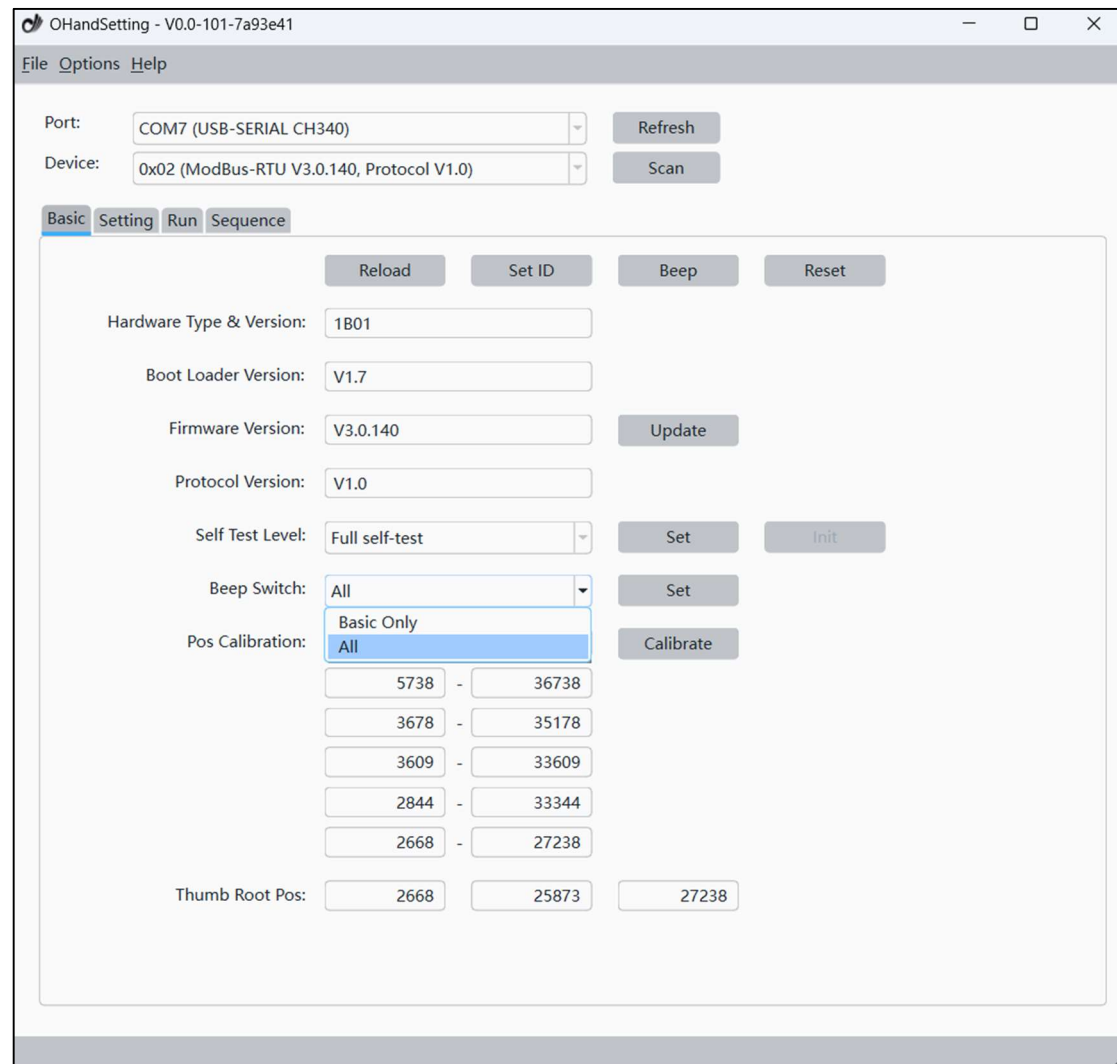 OHandSetting - V0.0-101-7a93e41
File Options Help
Port: COM7 (USB-SERIAL CH340) Refresh
Device: 0x02 (ModBus-RTU V3.0.140, Protocol V1.0) Scan
Basic Setting Run Sequence
Reload Set ID Beep Reset
Hardware Type & Version: 1B01
Boot Loader Version: V1.7
Firmware Version: V3.0.140 Update
Protocol Version: V1.0
Self Test Level: Full self-test Set Init
Beep Switch: All Set
Basic Only
Pos Calibration: All Calibrate
5738 - 36738
3678 - 35178
3609 - 33609
2844 - 33344
2668 - 27238
Thumb Root Pos: 2668 25873 27238